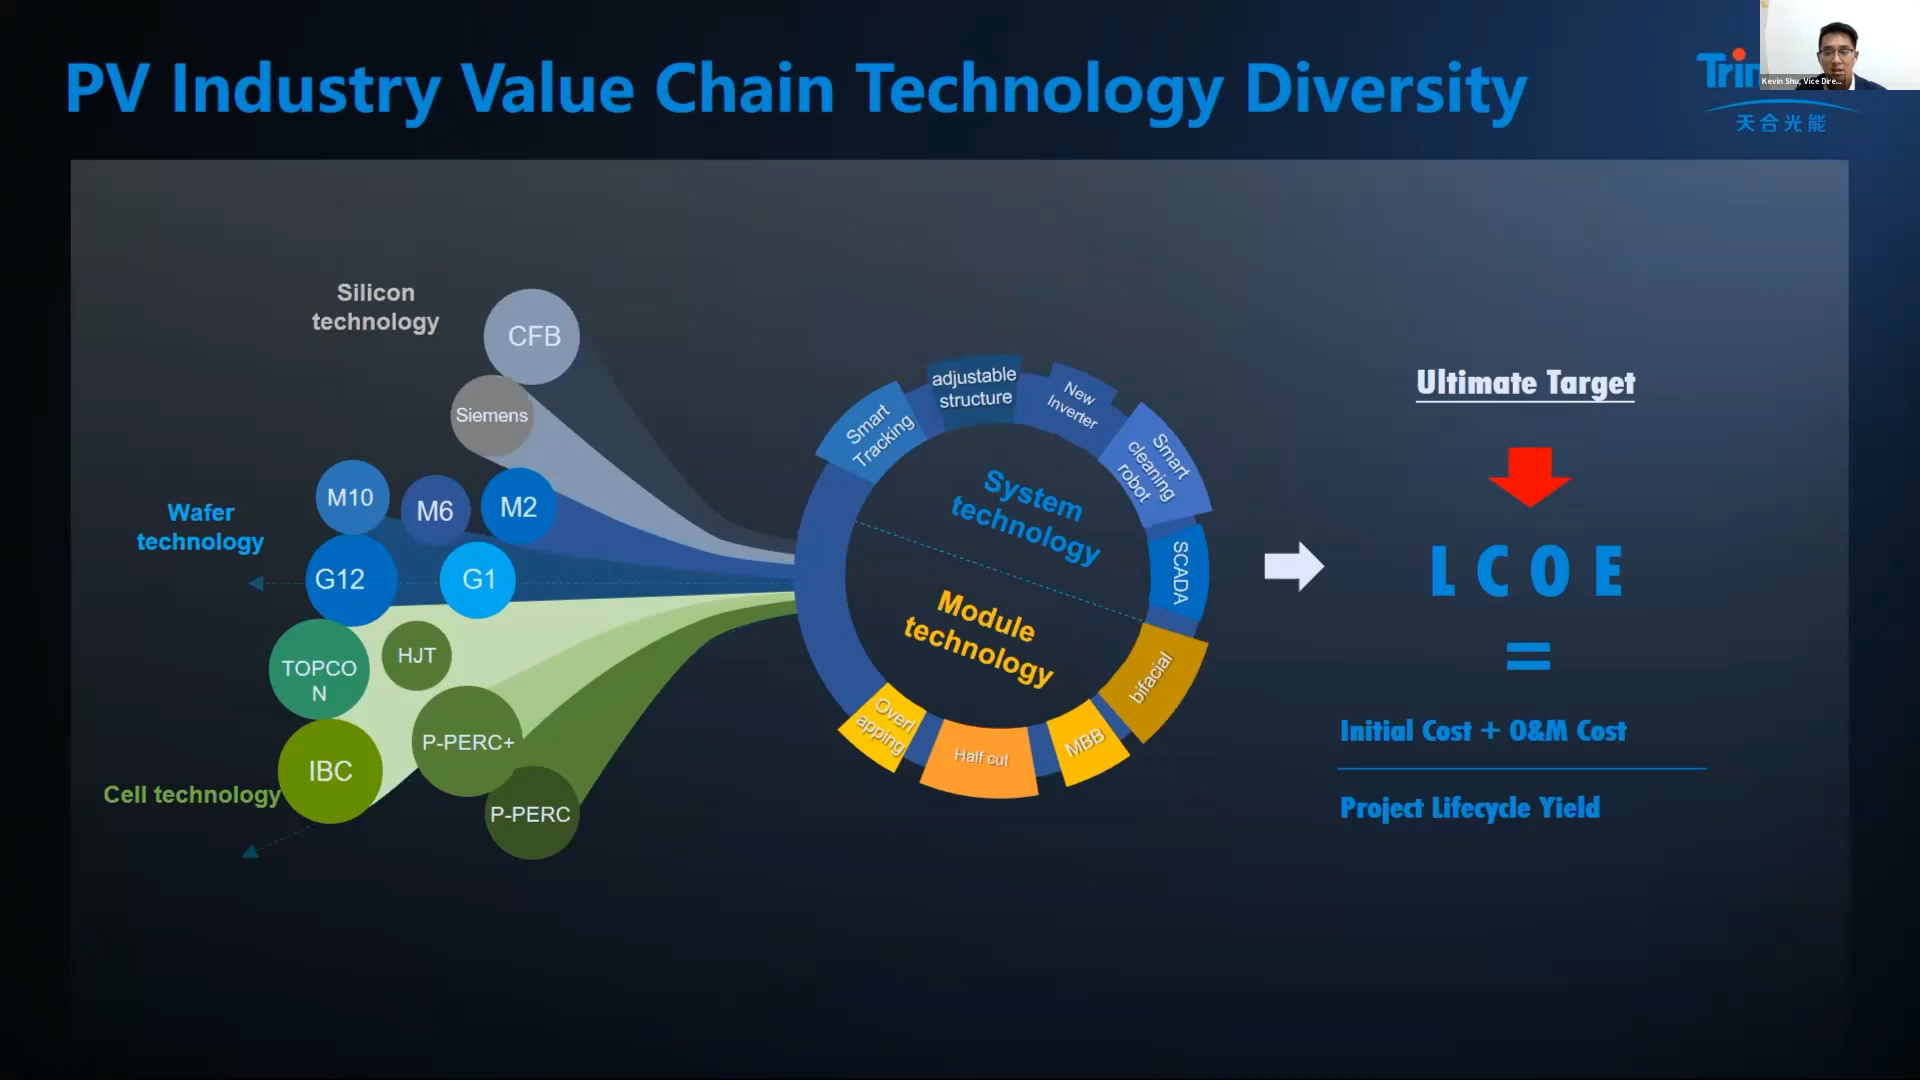 PV Industry Value Chain Technology Diversity
Kevin Shu, Vice Dire...
天合光能
Silicon
technology
CFB
Siemens
Wafer
technology
M10
M6
M2
G12
G1
TOPCO
N
HJT
IBC
P-PERC+
P-PERC
Cell technology
Smart
Tracking
adjustable
structure
New
Inverter
Smart
cleaning
robot
SCADA
System
technology
Module
technology
bifacial
MBB
Half cut
Overl
apping
Ultimate Target
LCOE
=
Initial Cost + O&M Cost
Project Lifecycle Yield